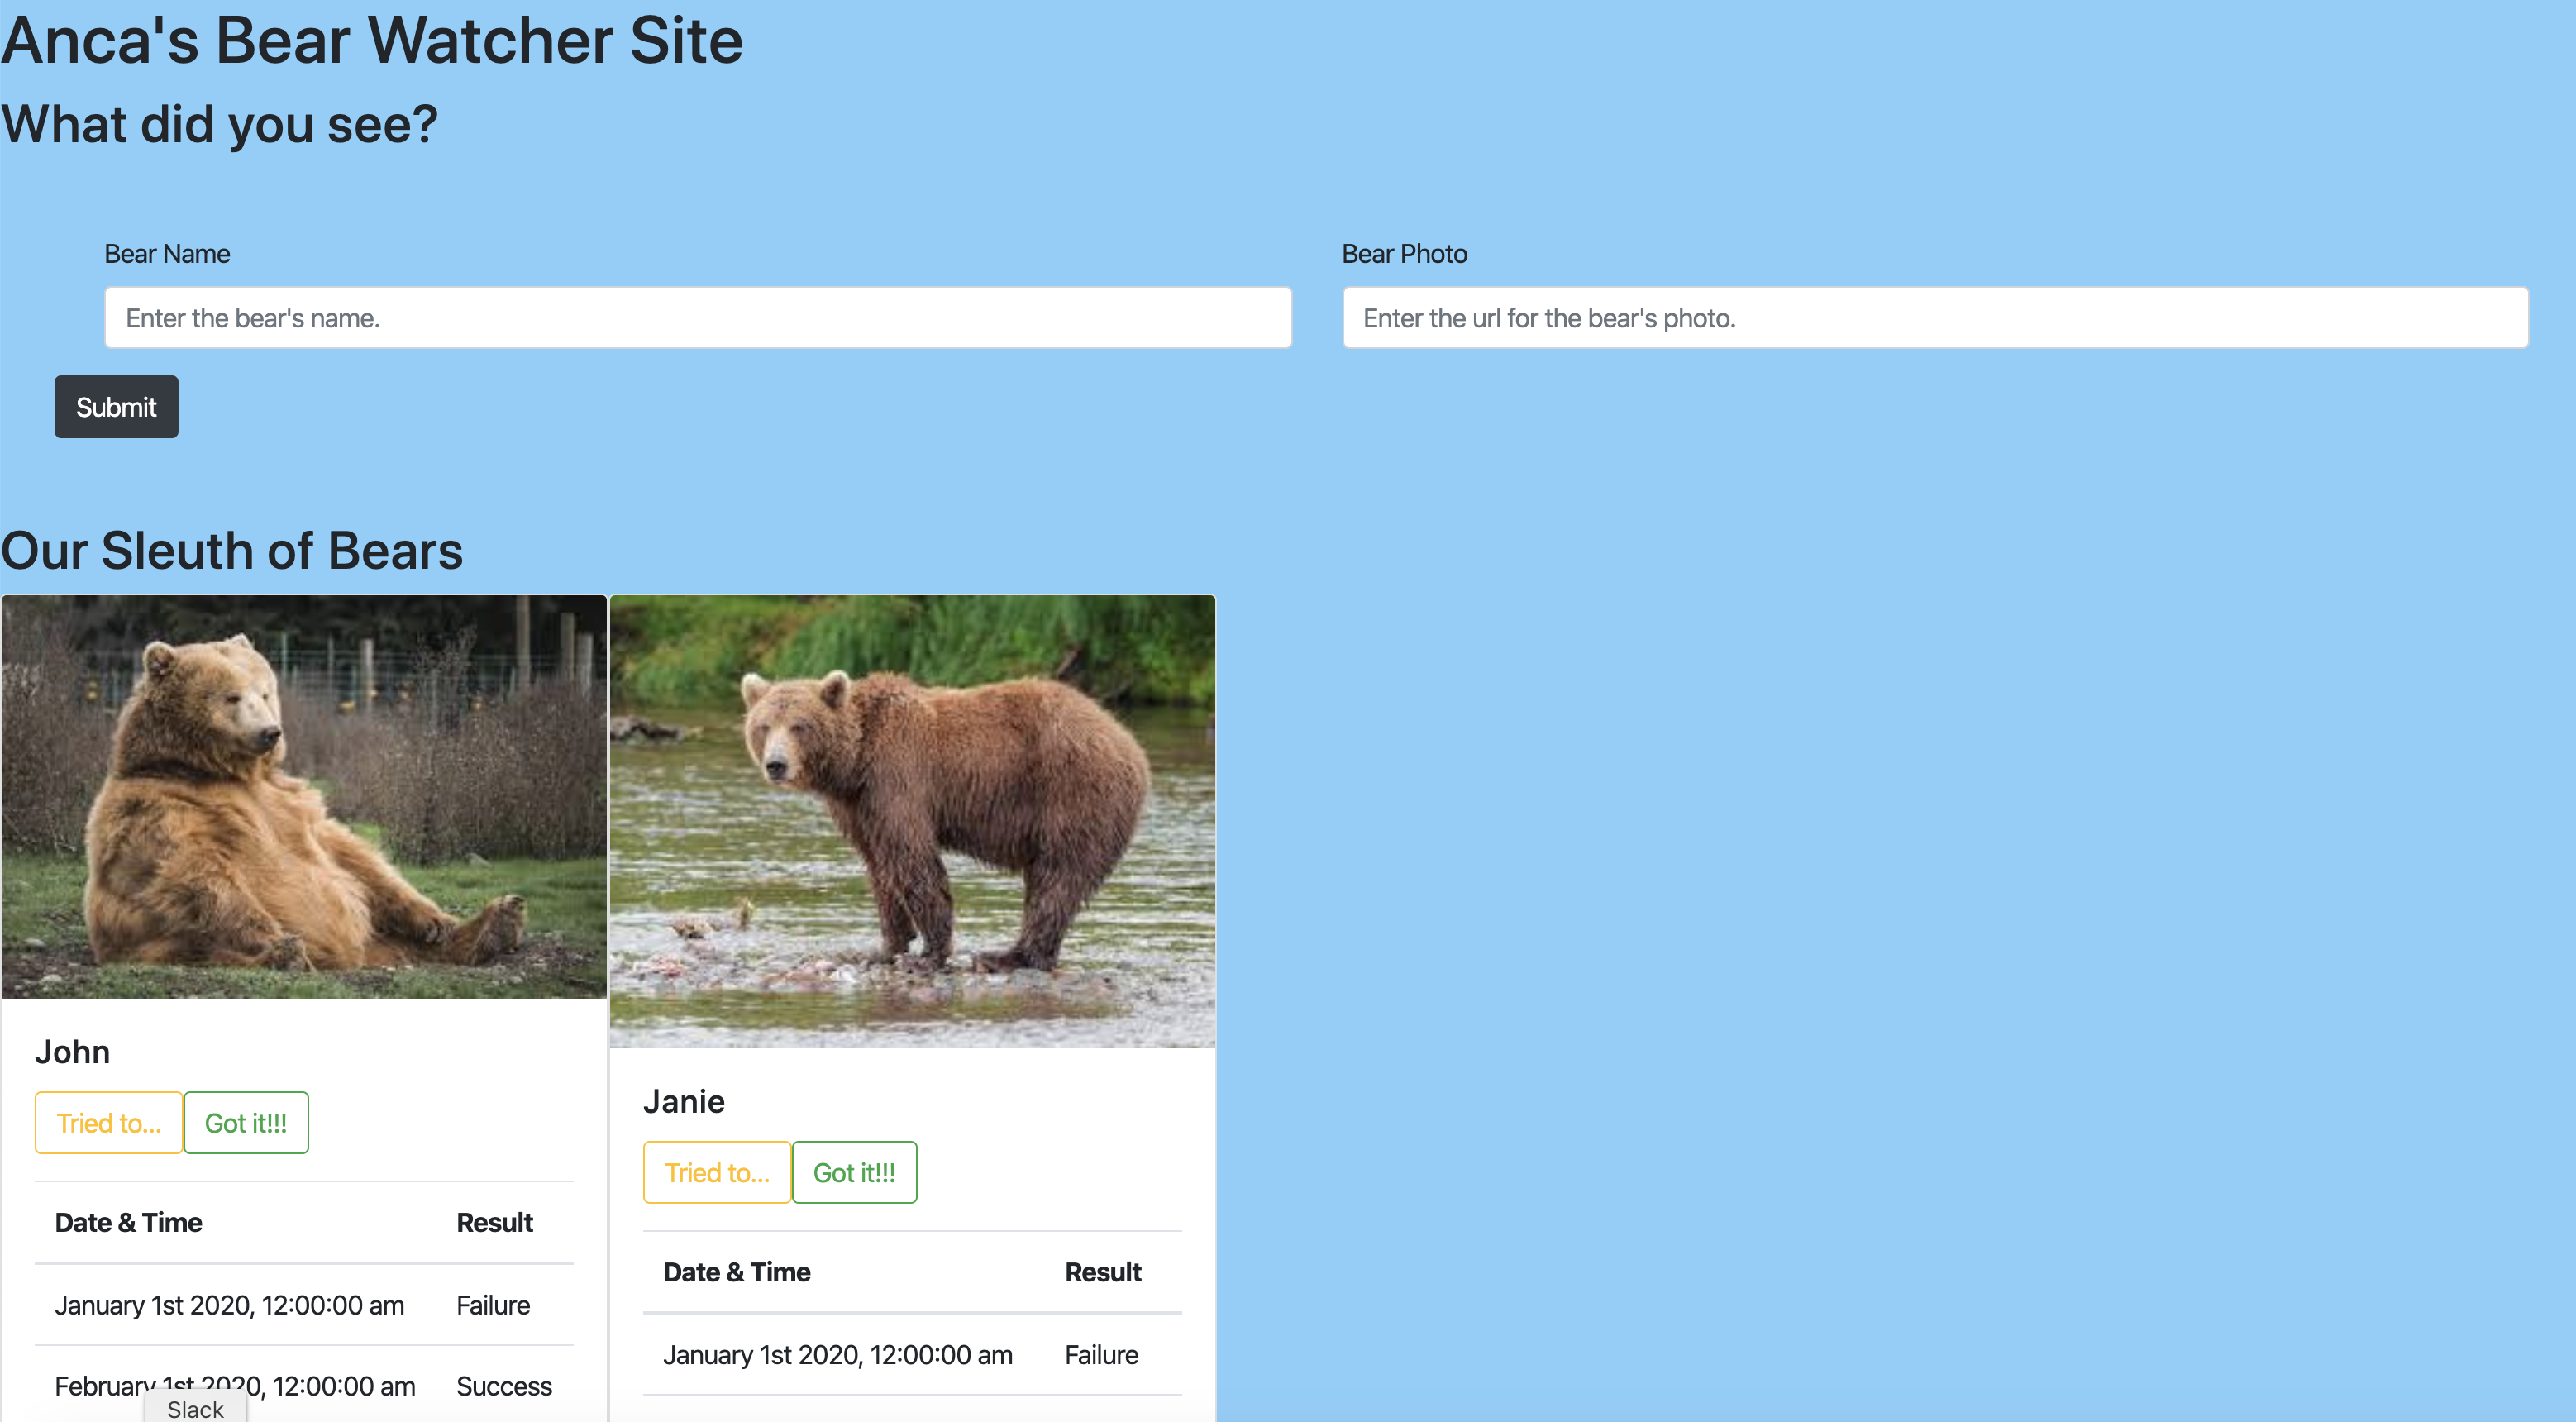 Anca's Bear Watcher Site
What did you see?
Bear Name
Bear Photo
Enter the bear's name.
Enter the url for the bear's photo.
Submit
Our Sleuth of Bears
John
Tried to...
Got it!!!
Date & Time
Result
January 1st 2020, 12:00:00 am
Failure
February 1st 2020, 12:00:00 am
Success
Janie
Tried to...
Got it!!!
Date & Time
Result
January 1st 2020, 12:00:00 am
Failure
Slack